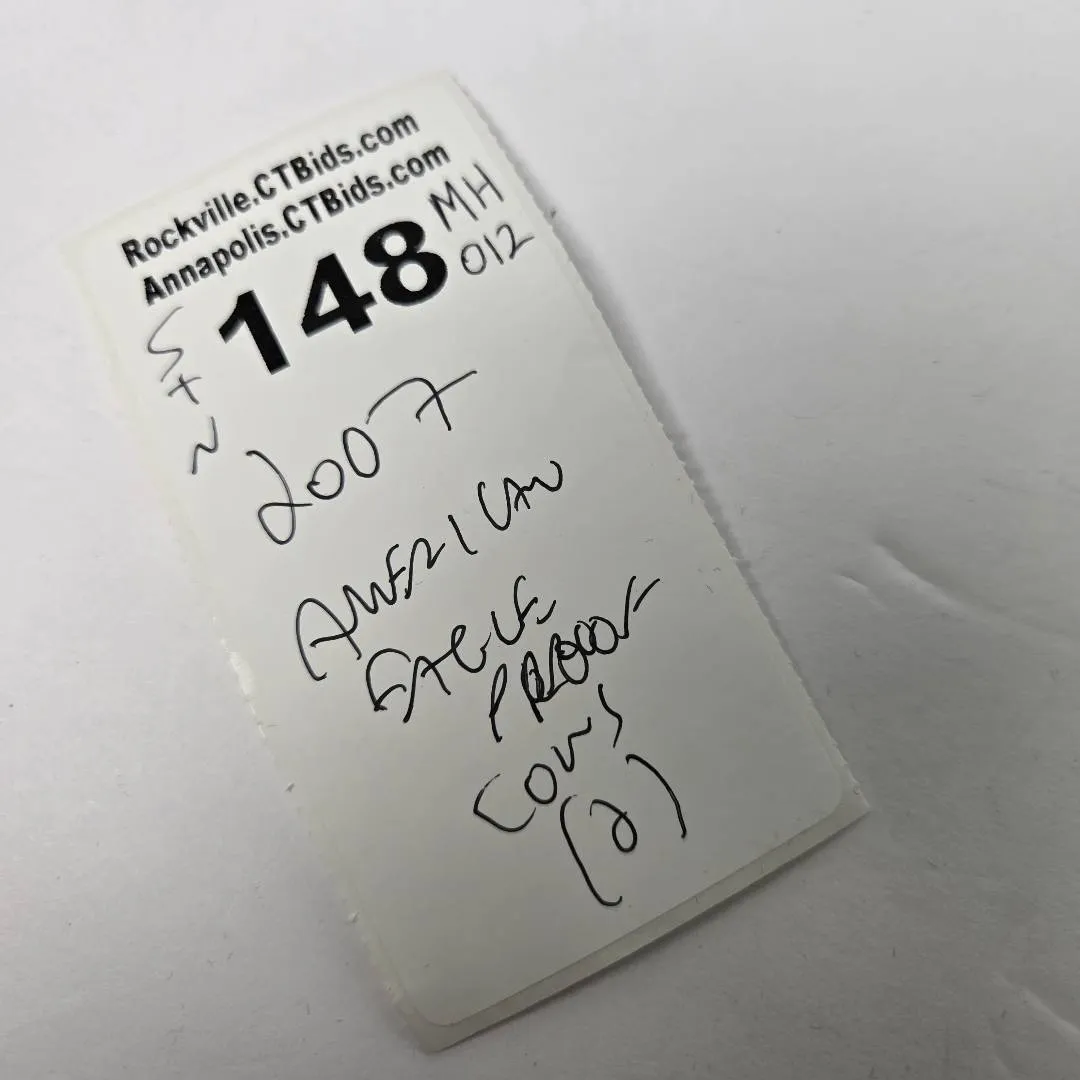 Rockville.CTBids.com
Annapolis.CTBids.com
148
MH
012
S+N
2007
AMERICAN
EAGLE
PROOF
COINS
(2)